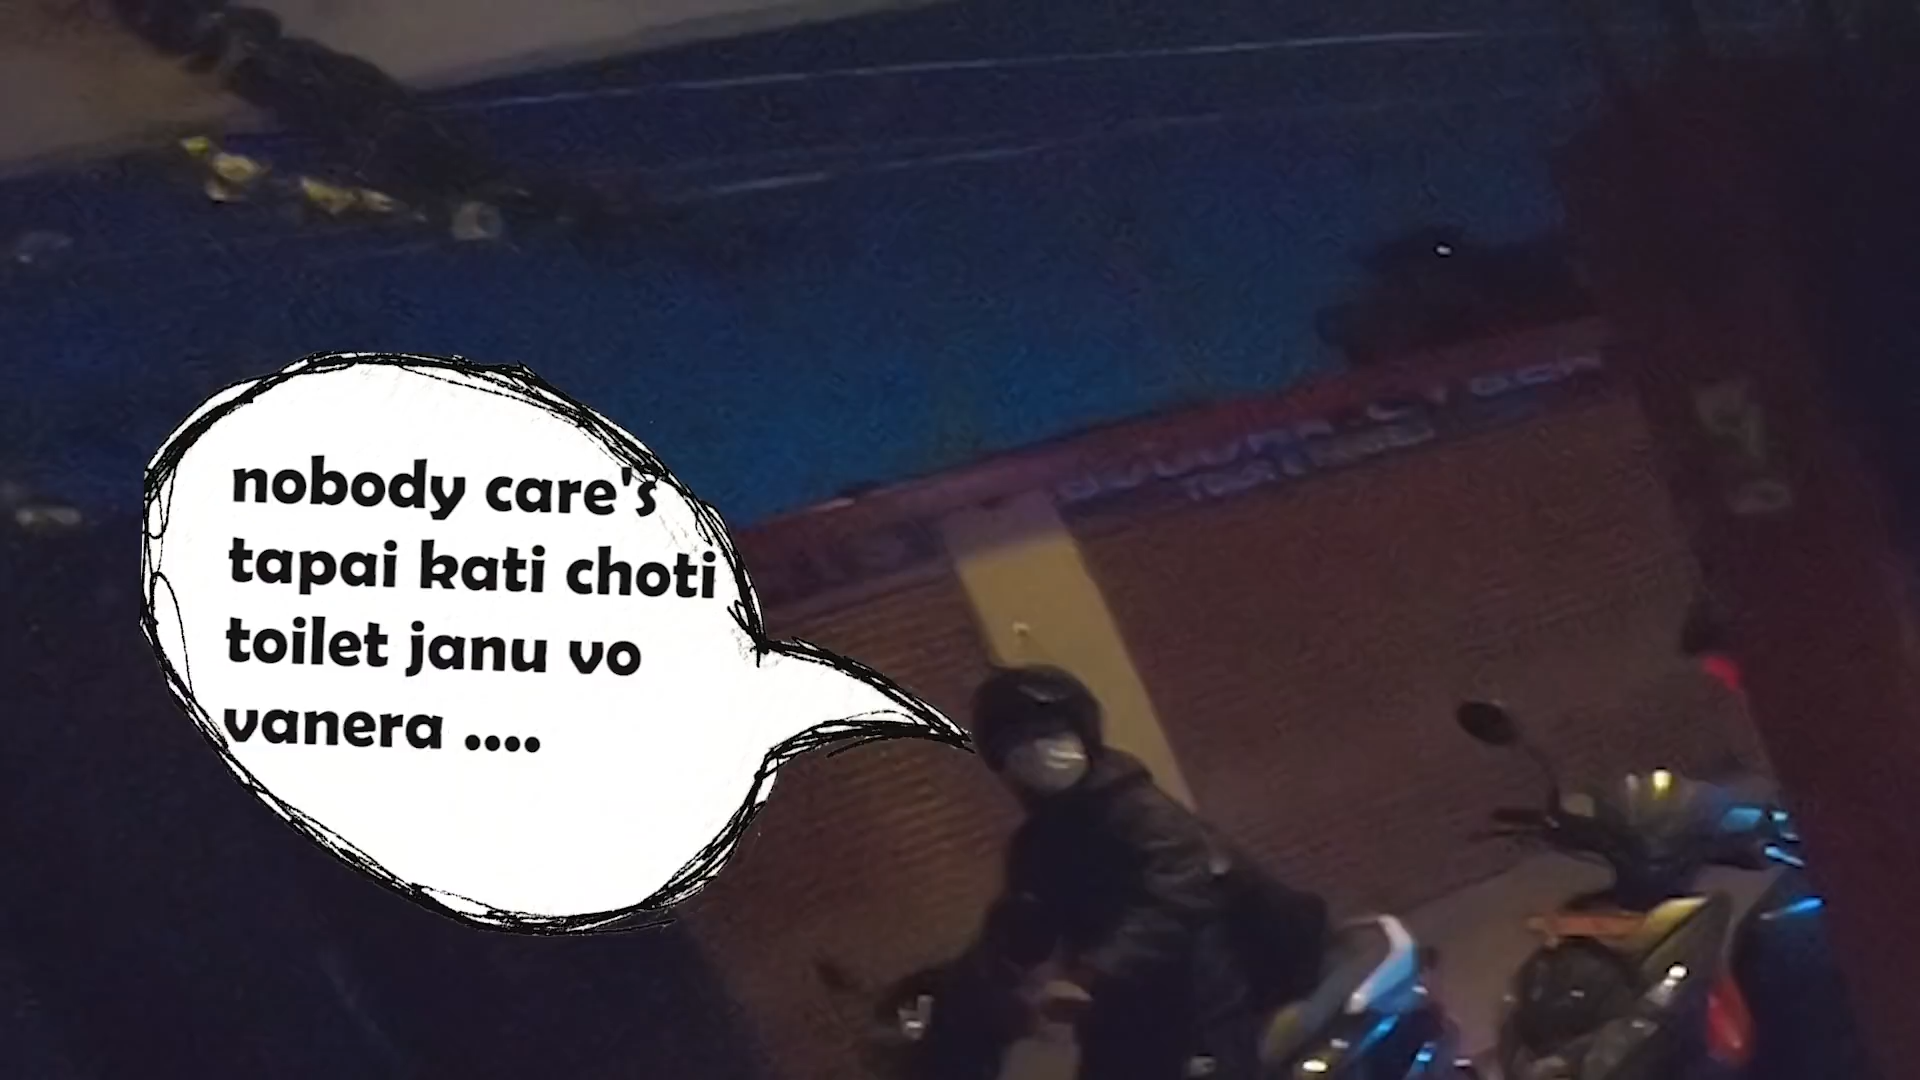 nobody care's
tapai kati choti
toilet janu vo
vanera ....